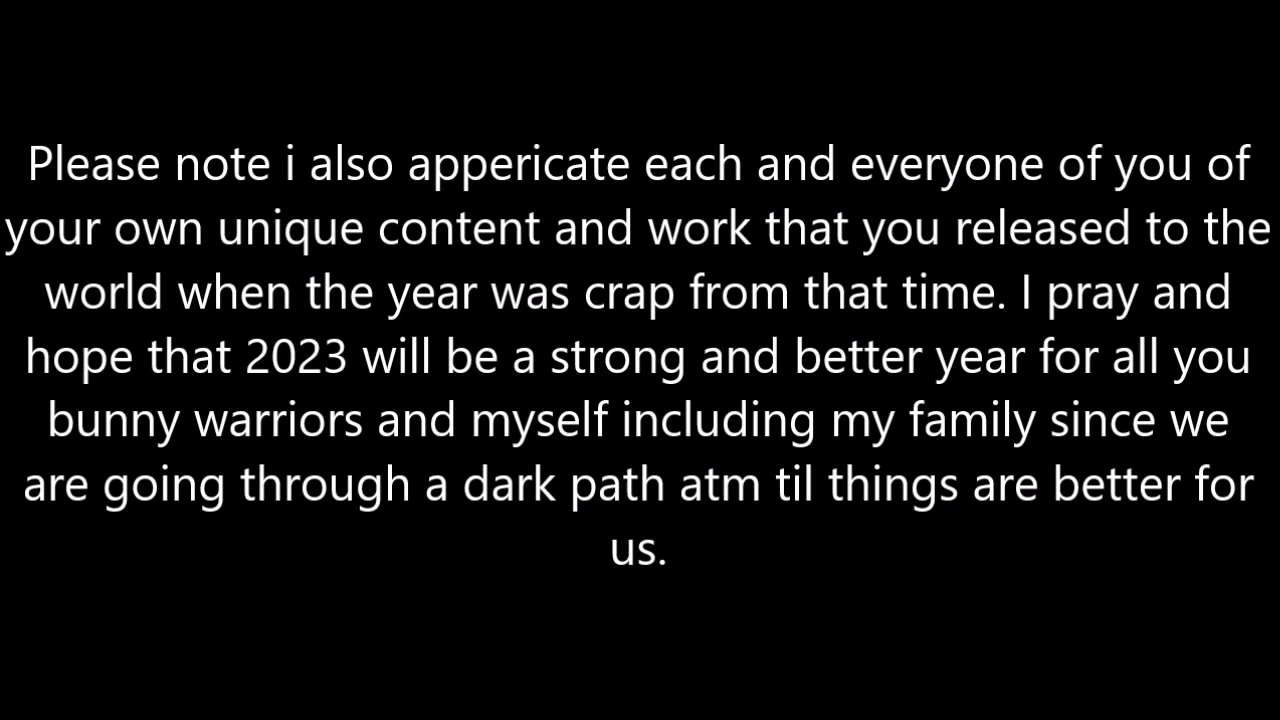 Please note i also appericate each and everyone of you of
your own unique content and work that you released to the
world when the year was crap from that time. I pray and
hope that 2023 will be a strong and better year for all you
bunny warriors and myself including my family since we
are going through a dark path atm til things are better for
us.